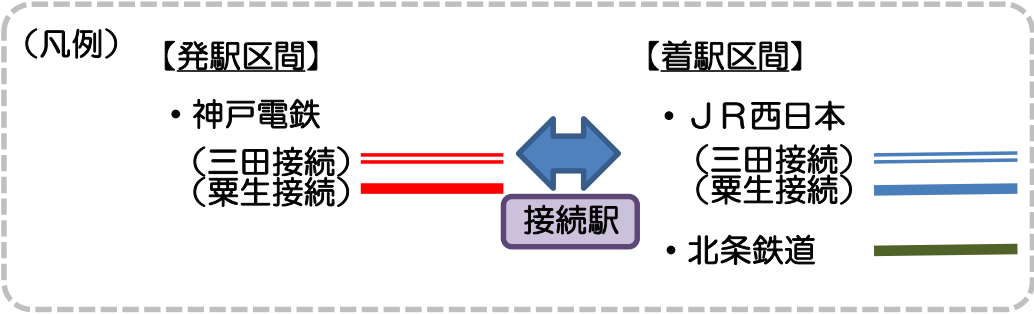 （凡例）
【発駅区間】
・神戸電鉄
（三田接続）
（粟生接続）
接続駅
【着駅区間】
・ＪＲ西日本
（三田接続）
（粟生接続）
・北条鉄道